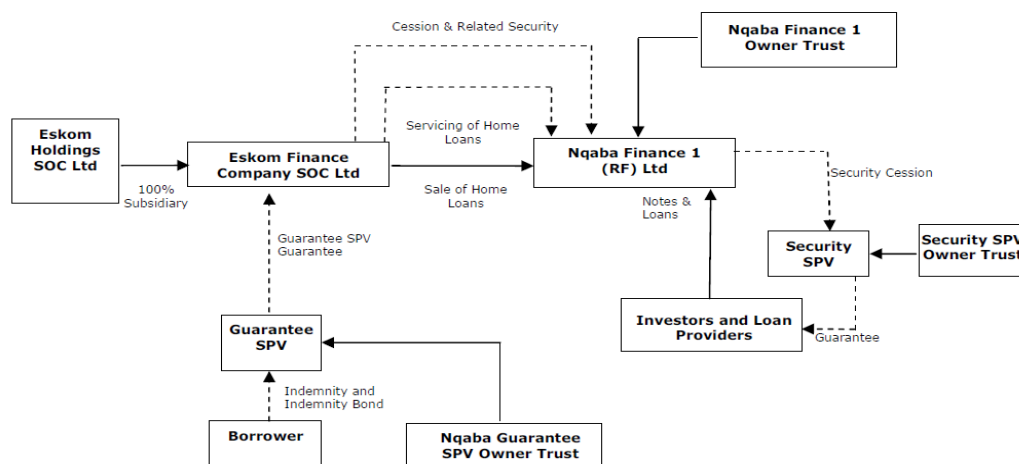 Cession & Related Security
Nqaba Finance 1
Owner Trust
Eskom
Holdings
SOC Ltd
Servicing of Home
Loans
Eskom Finance
Company SOC Ltd
Nqaba Finance 1
(RF) Ltd
100%
Subsidiary
Sale of Home
Loans
Notes &
Loans
Security Cession
Guarantee SPV
Guarantee
Security
SPV
Security SPV
Owner Trust
Guarantee
SPV
Investors and Loan
Providers
Guarantee
Indemnity and
Indemnity Bond
Borrower
Nqaba Guarantee
SPV Owner Trust